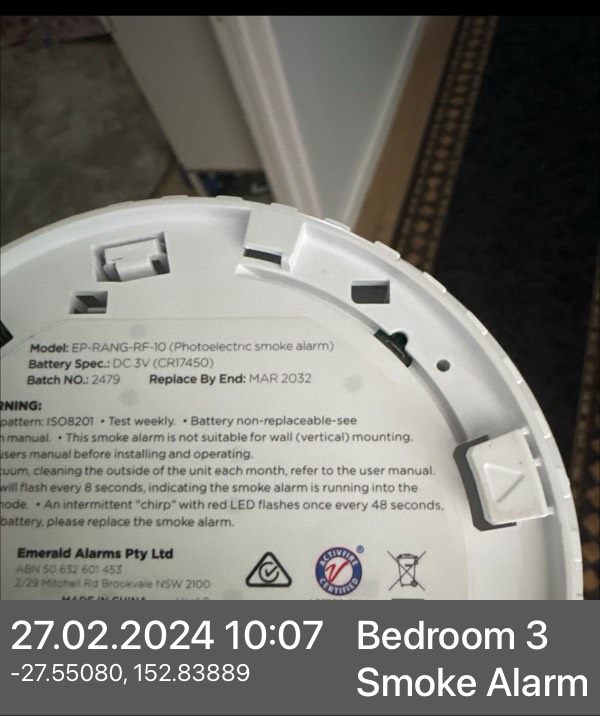 Model: EP-RANG-RF-10 (Photoelectric smoke alarm)
Battery Spec.: DC 3V (CR17450)
Batch NO.: 2479 Replace By End: MAR 2032
RNING:
pattern: ISO8201 • Test weekly. • Battery non-replaceable-see
manual. • This smoke alarm is not suitable for wall (vertical) mounting.
users manual before installing and operating.
uum, cleaning the outside of the unit each month, refer to the user manual.
will flash every 8 seconds, indicating the smoke alarm is running into the
node. • An intermittent "chirp" with red LED flashes once every 48 seconds,
battery, please replace the smoke alarm.
Emerald Alarms Pty Ltd
ABN 50 632 601 453
2/29 Mitchell Rd Brookvale NSW 2100
MADE IN CHINA
ACTIVFIRE
CERTIFIED
27.02.2024 10:07
-27.55080, 152.83889
Bedroom 3
Smoke Alarm